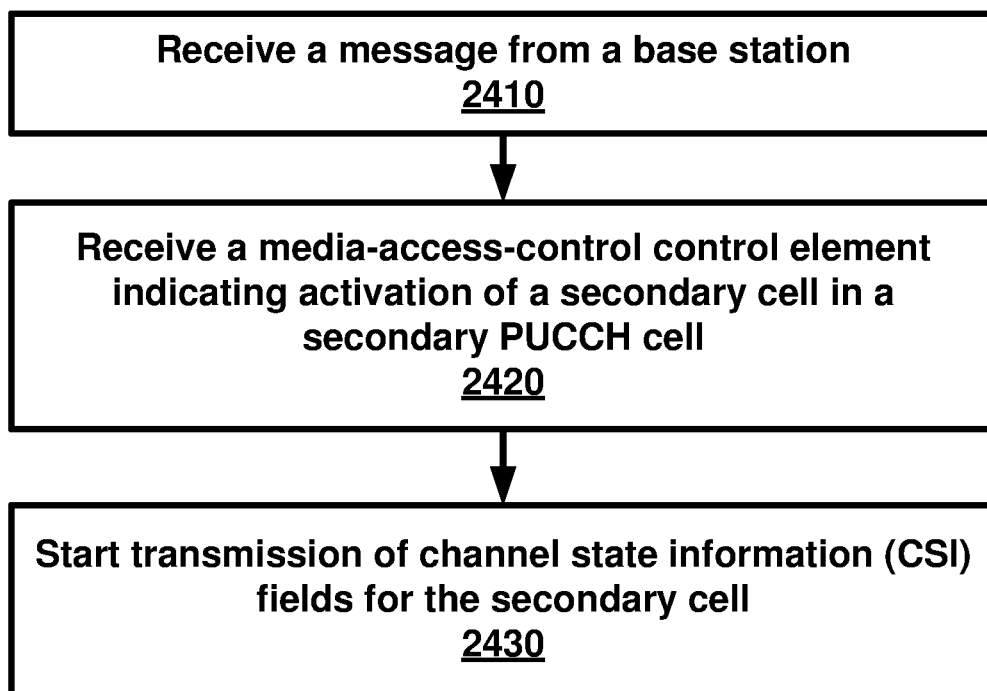 Receive a message from a base station
2410
Receive a media-access-control control element
indicating activation of a secondary cell in a
secondary PUCCH cell
2420
Start transmission of channel state information (CSI)
fields for the secondary cell
2430